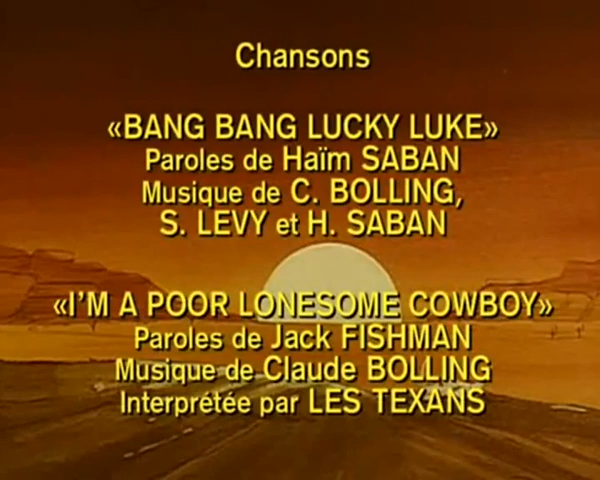 Chansons
«BANG BANG LUCKY LUKE»
Paroles de Haïm SABAN
Musique de C. BOLLING,
S. LEVY et H. SABAN
«I'M A POOR LONESOME COWBOY»
Paroles de Jack FISHMAN
Musique de Claude BOLLING
Interprétée par LES TEXANS